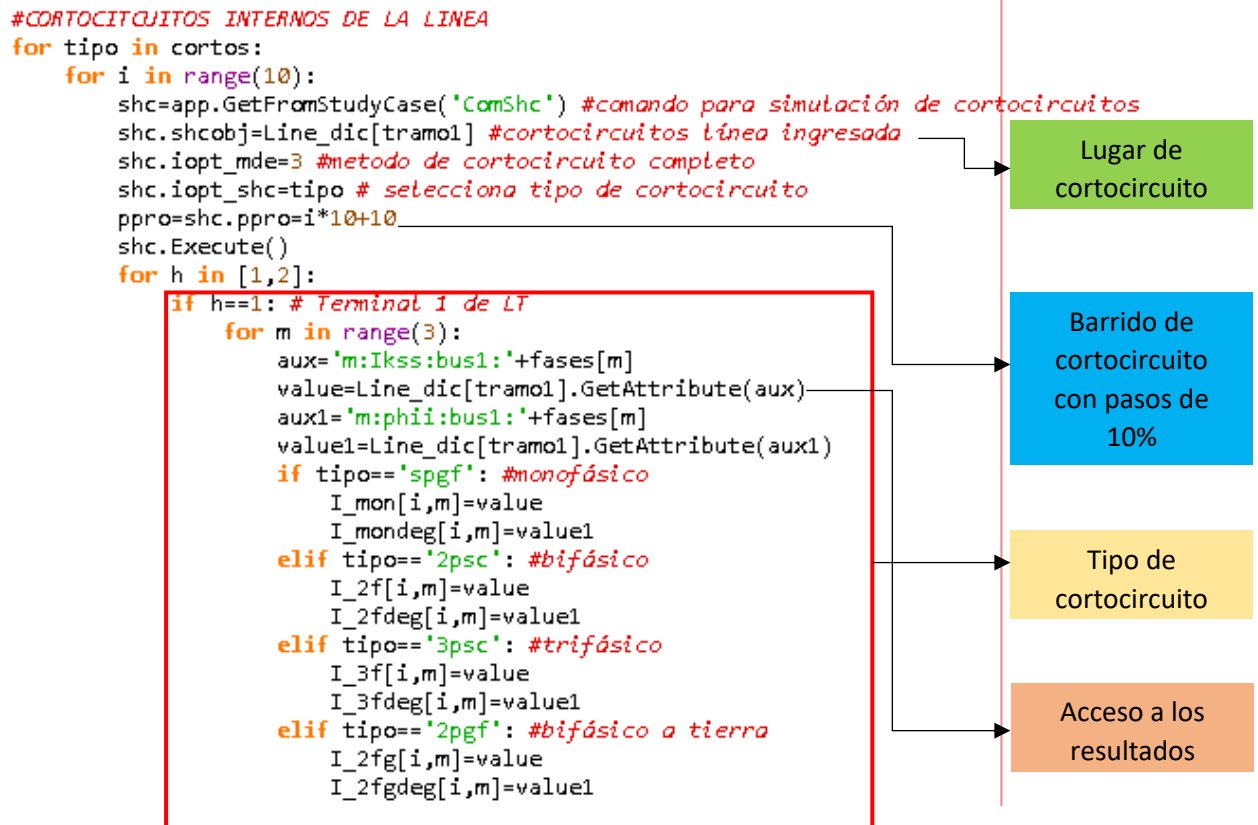 #CORTOCITCUITOS INTERNOS DE LA LINEA
for tipo in cortos:
    for i in range(10):
        shc=app.GetFromStudyCase('ComShc') #comando para simulación de cortocircuitos
        shc.shcobj=Line_dic[tramo1] #cortocircuitos línea ingresada
        shc.iopt_mde=3 #metodo de cortocircuito completo
        shc.iopt_shc=tipo # selecciona tipo de cortocircuito
        ppro=shc.ppro=i*10+10
        shc.Execute()
        for h in [1,2]:
            if h==1: # Terminal 1 de LT
                for m in range(3):
                    aux='m:Ikss:bus1:'+fases[m]
                    value=Line_dic[tramo1].GetAttribute(aux)
                    aux1='m:phii:bus1:'+fases[m]
                    value1=Line_dic[tramo1].GetAttribute(aux1)
                    if tipo=='spgf': #monofásico
                        I_mon[i,m]=value
                        I_mondeg[i,m]=value1
                    elif tipo=='2psc': #bifásico
                        I_2f[i,m]=value
                        I_2fdeg[i,m]=value1
                    elif tipo=='3psc': #trifásico
                        I_3f[i,m]=value
                        I_3fdeg[i,m]=value1
                    elif tipo=='2pgf': #bifásico a tierra
                        I_2fg[i,m]=value
                        I_2fgdeg[i,m]=value1
Lugar de
cortocircuito
Barrido de
cortocircuito
con pasos de
10%
Tipo de
cortocircuito
Acceso a los
resultados